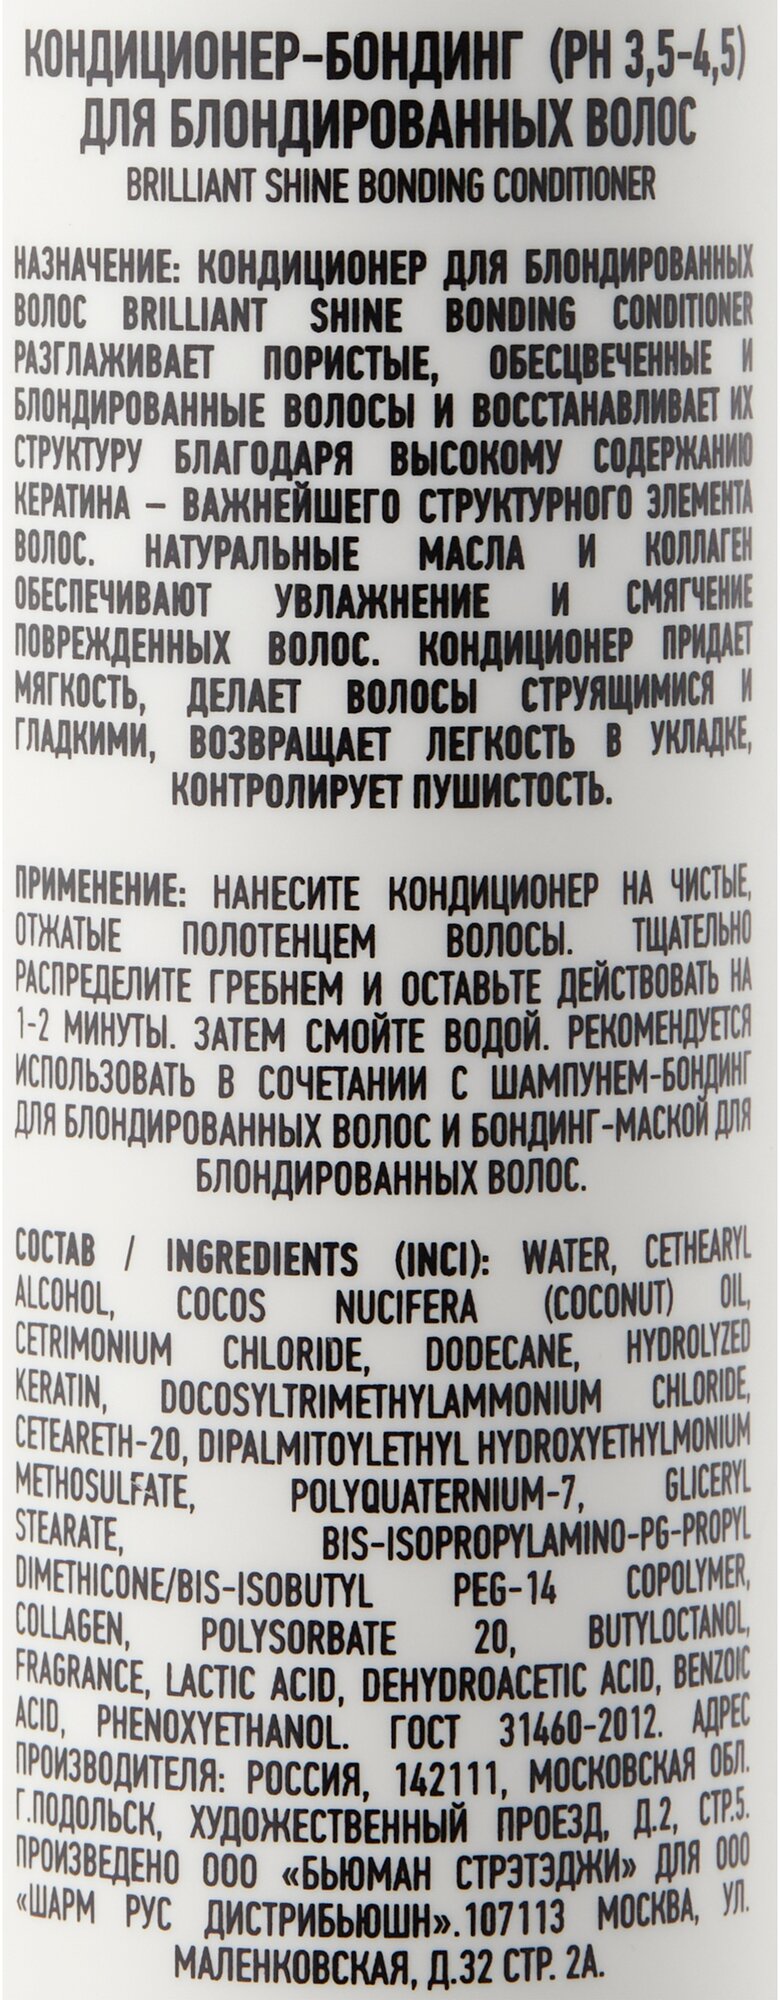 КОНДИЦИОНЕР-БОНДИНГ (PH 3,5-4,5)
ДЛЯ БЛОНДИРОВАННЫХ ВОЛОС
BRILLIANT SHINE BONDING CONDITIONER
НАЗНАЧЕНИЕ: КОНДИЦИОНЕР ДЛЯ БЛОНДИРОВАННЫХ
ВОЛОС BRILLIANT SHINE BONDING CONDITIONER
РАЗГЛАЖИВАЕТ ПОРИСТЫЕ, ОБЕСЦВЕЧЕННЫЕ И
БЛОНДИРОВАННЫЕ ВОЛОСЫ И ВОССТАНАВЛИВАЕТ ИХ
СТРУКТУРУ БЛАГОДАРЯ ВЫСОКОМУ СОДЕРЖАНИЮ
КЕРАТИНА – ВАЖНЕЙШЕГО СТРУКТУРНОГО ЭЛЕМЕНТА
ВОЛОС. НАТУРАЛЬНЫЕ МАСЛА И КОЛЛАГЕН
ОБЕСПЕЧИВАЮТ УВЛАЖНЕНИЕ И СМЯГЧЕНИЕ
ПОВРЕЖДЕННЫХ ВОЛОС. КОНДИЦИОНЕР ПРИДАЕТ
МЯГКОСТЬ, ДЕЛАЕТ ВОЛОСЫ СТРУЯЩИМИСЯ И
ГЛАДКИМИ, ВОЗВРАЩАЕТ ЛЕГКОСТЬ В УКЛАДКЕ,
КОНТРОЛИРУЕТ ПУШИСТОСТЬ.
ПРИМЕНЕНИЕ: НАНЕСИТЕ КОНДИЦИОНЕР НА ЧИСТЫЕ,
ОТЖАТЫЕ ПОЛОТЕНЦЕМ ВОЛОСЫ. ТЩАТЕЛЬНО
РАСПРЕДЕЛИТЕ ГРЕБНЕМ И ОСТАВЬТЕ ДЕЙСТВОВАТЬ НА
1-2 МИНУТЫ. ЗАТЕМ СМОЙТЕ ВОДОЙ. РЕКОМЕНДУЕТСЯ
ИСПОЛЬЗОВАТЬ В СОЧЕТАНИИ С ШАМПУНЕМ-БОНДИНГ
ДЛЯ БЛОНДИРОВАННЫХ ВОЛОС И БОНДИНГ-МАСКОЙ ДЛЯ
БЛОНДИРОВАННЫХ ВОЛОС.
СОСТАВ / INGREDIENTS (INCI): WATER, CETHEARYL
ALCOHOL, COCOS NUCIFERA (COCONUT) OIL,
CETRIMONIUM CHLORIDE, DODECANE, HYDROLYZED
KERATIN, DOCOSYLTRIMETHYLAMMONIUM CHLORIDE,
CETEARETH-20, DIPALMITOYLETHYL HYDROXYETHYLMONIUM
METHOSULFATE, POLYQUATERNIUM-7, GLICERYL
STEARATE, BIS-ISOPROPYLAMINO-PG-PROPYL
DIMETHICONE/BIS-ISOBUTYL PEG-14 COPOLYMER,
COLLAGEN, POLYSORBATE 20, BUTYLOCTANOL,
FRAGRANCE, LACTIC ACID, DEHYDROACETIC ACID, BENZOIC
ACID, PHENOXYETHANOL. ГОСТ 31460-2012. АДРЕС
ПРОИЗВОДИТЕЛЯ: РОССИЯ, 142111, МОСКОВСКАЯ ОБЛ.
Г.ПОДОЛЬСК, ХУДОЖЕСТВЕННЫЙ ПРОЕЗД, Д.2, СТР.5.
ПРОИЗВЕДЕНО ООО «БЬЮМАН СТРЭТЭДЖИ» ДЛЯ ООО
«ШАРМ РУС ДИСТРИБЬЮШН».107113 МОСКВА, УЛ.
МАЛЕНКОВСКАЯ, Д.32 СТР. 2А.